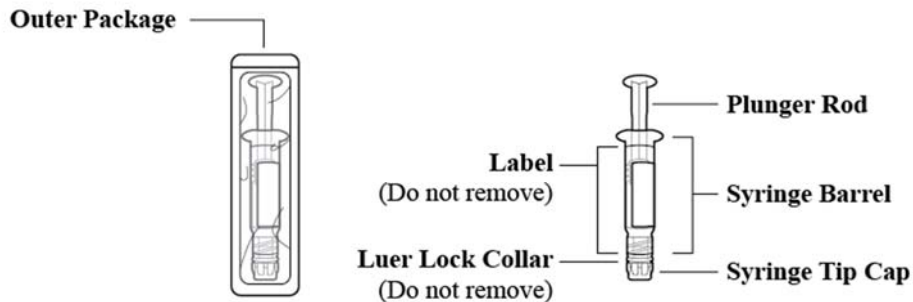 Outer Package
Plunger Rod
Label
(Do not remove)
Syringe Barrel
Luer Lock Collar
(Do not remove)
Syringe Tip Cap